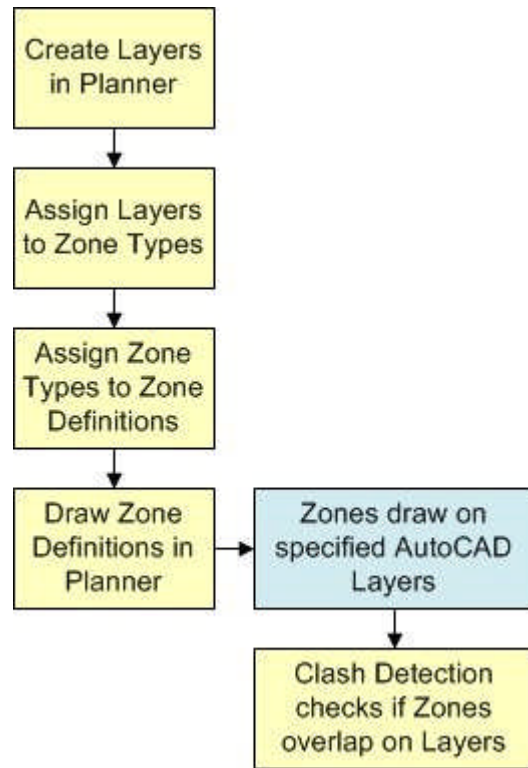 Create Layers
in Planner
Assign Layers
to Zone Types
Assign Zone
Types to Zone
Definitions
Draw Zone
Definitions in
Planner
Zones draw on
specified AutoCAD
Layers
Clash Detection
checks if Zones
overlap on Layers